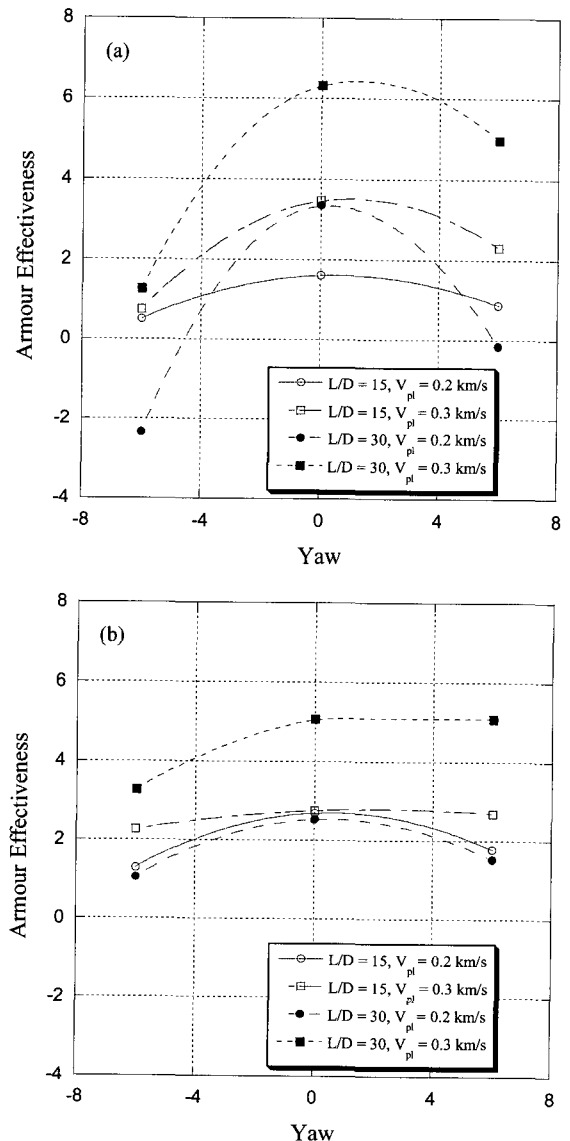 (a)
8
6
4
2
0
-2
-4
Armour Effectiveness
L/D = 15, V_pl = 0.2 km/s
L/D = 15, V_pl = 0.3 km/s
L/D = 30, V_pl = 0.2 km/s
L/D = 30, V_pl = 0.3 km/s
-8 -4 0 4 8
Yaw
(b)
8
6
4
2
0
-2
-4
Armour Effectiveness
L/D = 15, V_pl = 0.2 km/s
L/D = 15, V_pl = 0.3 km/s
L/D = 30, V_pl = 0.2 km/s
L/D = 30, V_pl = 0.3 km/s
-8 -4 0 4 8
Yaw